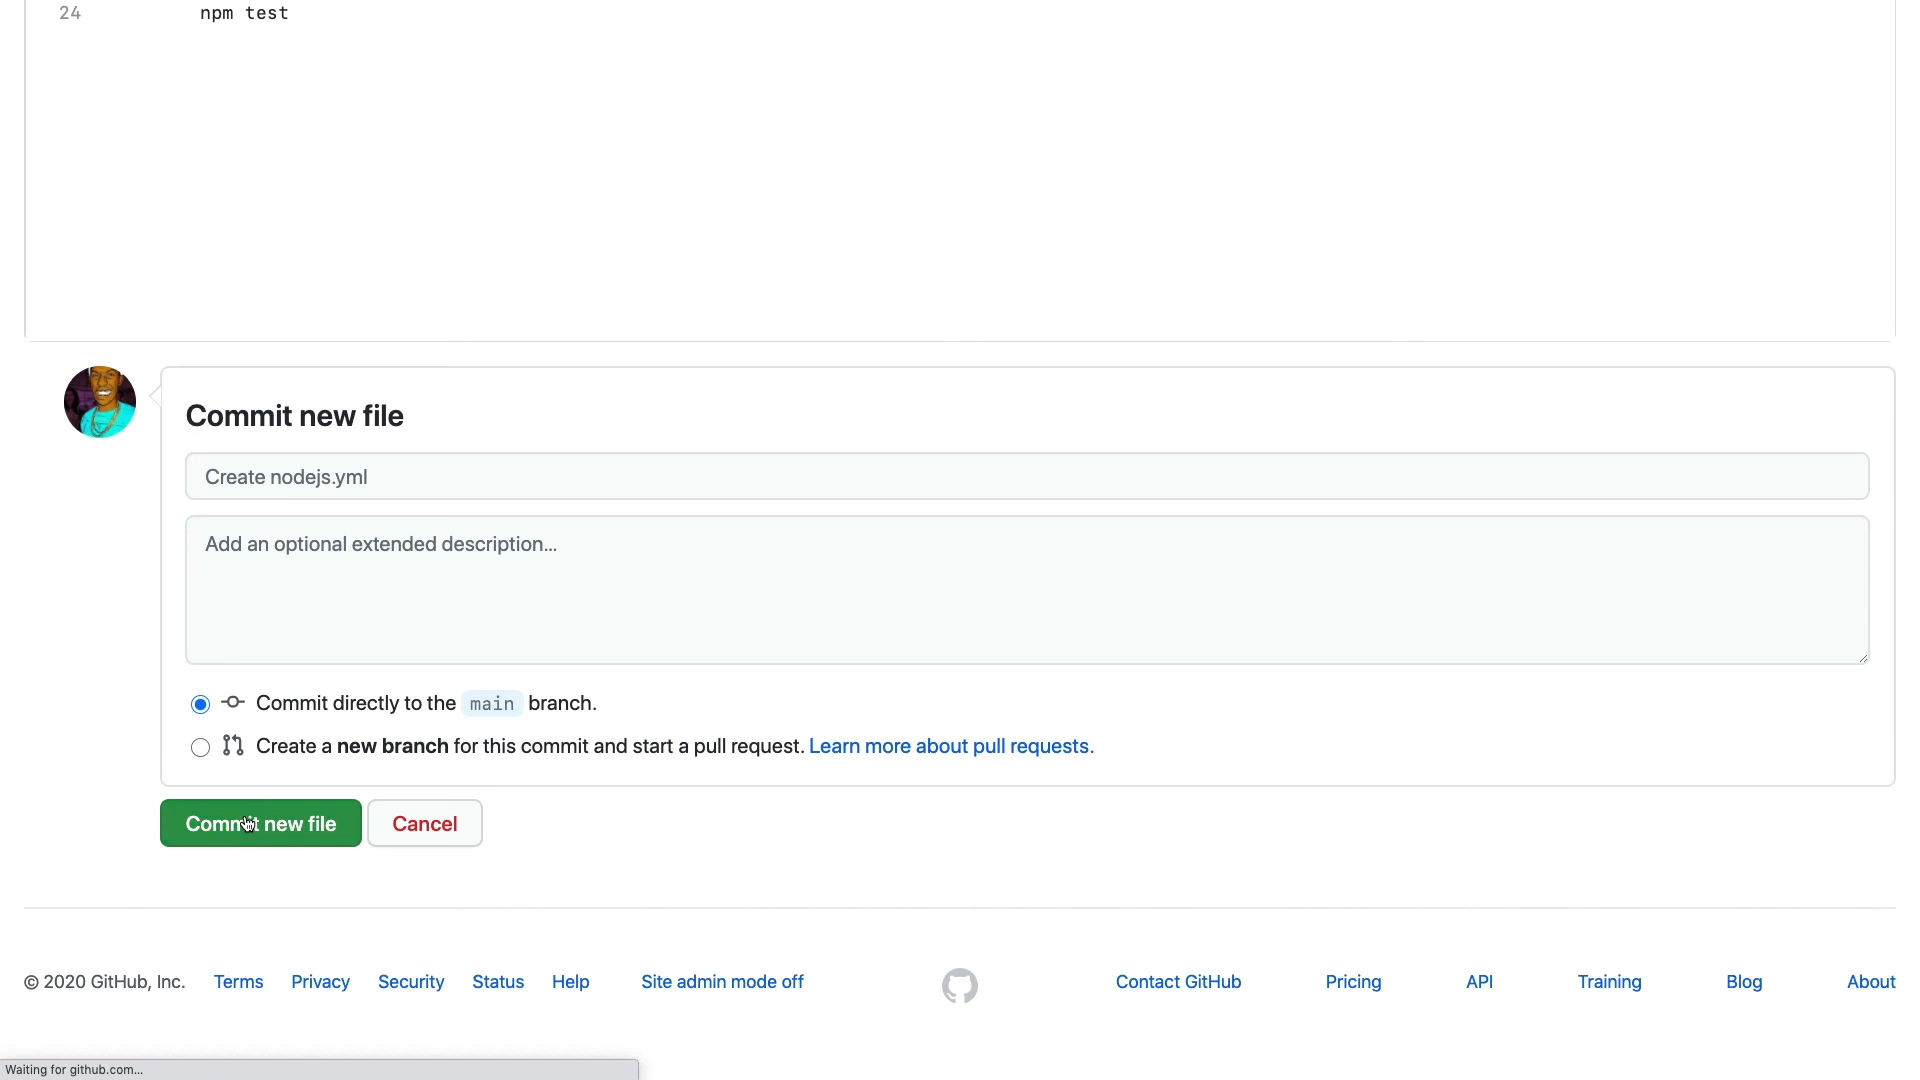 24 npm test
Commit new file
Create nodejs.yml
Add an optional extended description...
Commit directly to the main branch.
Create a new branch for this commit and start a pull request. Learn more about pull requests.
Commit new file Cancel
© 2020 GitHub, Inc. Terms Privacy Security Status Help Site admin mode off Contact GitHub Pricing API Training Blog About
Waiting for github.com...